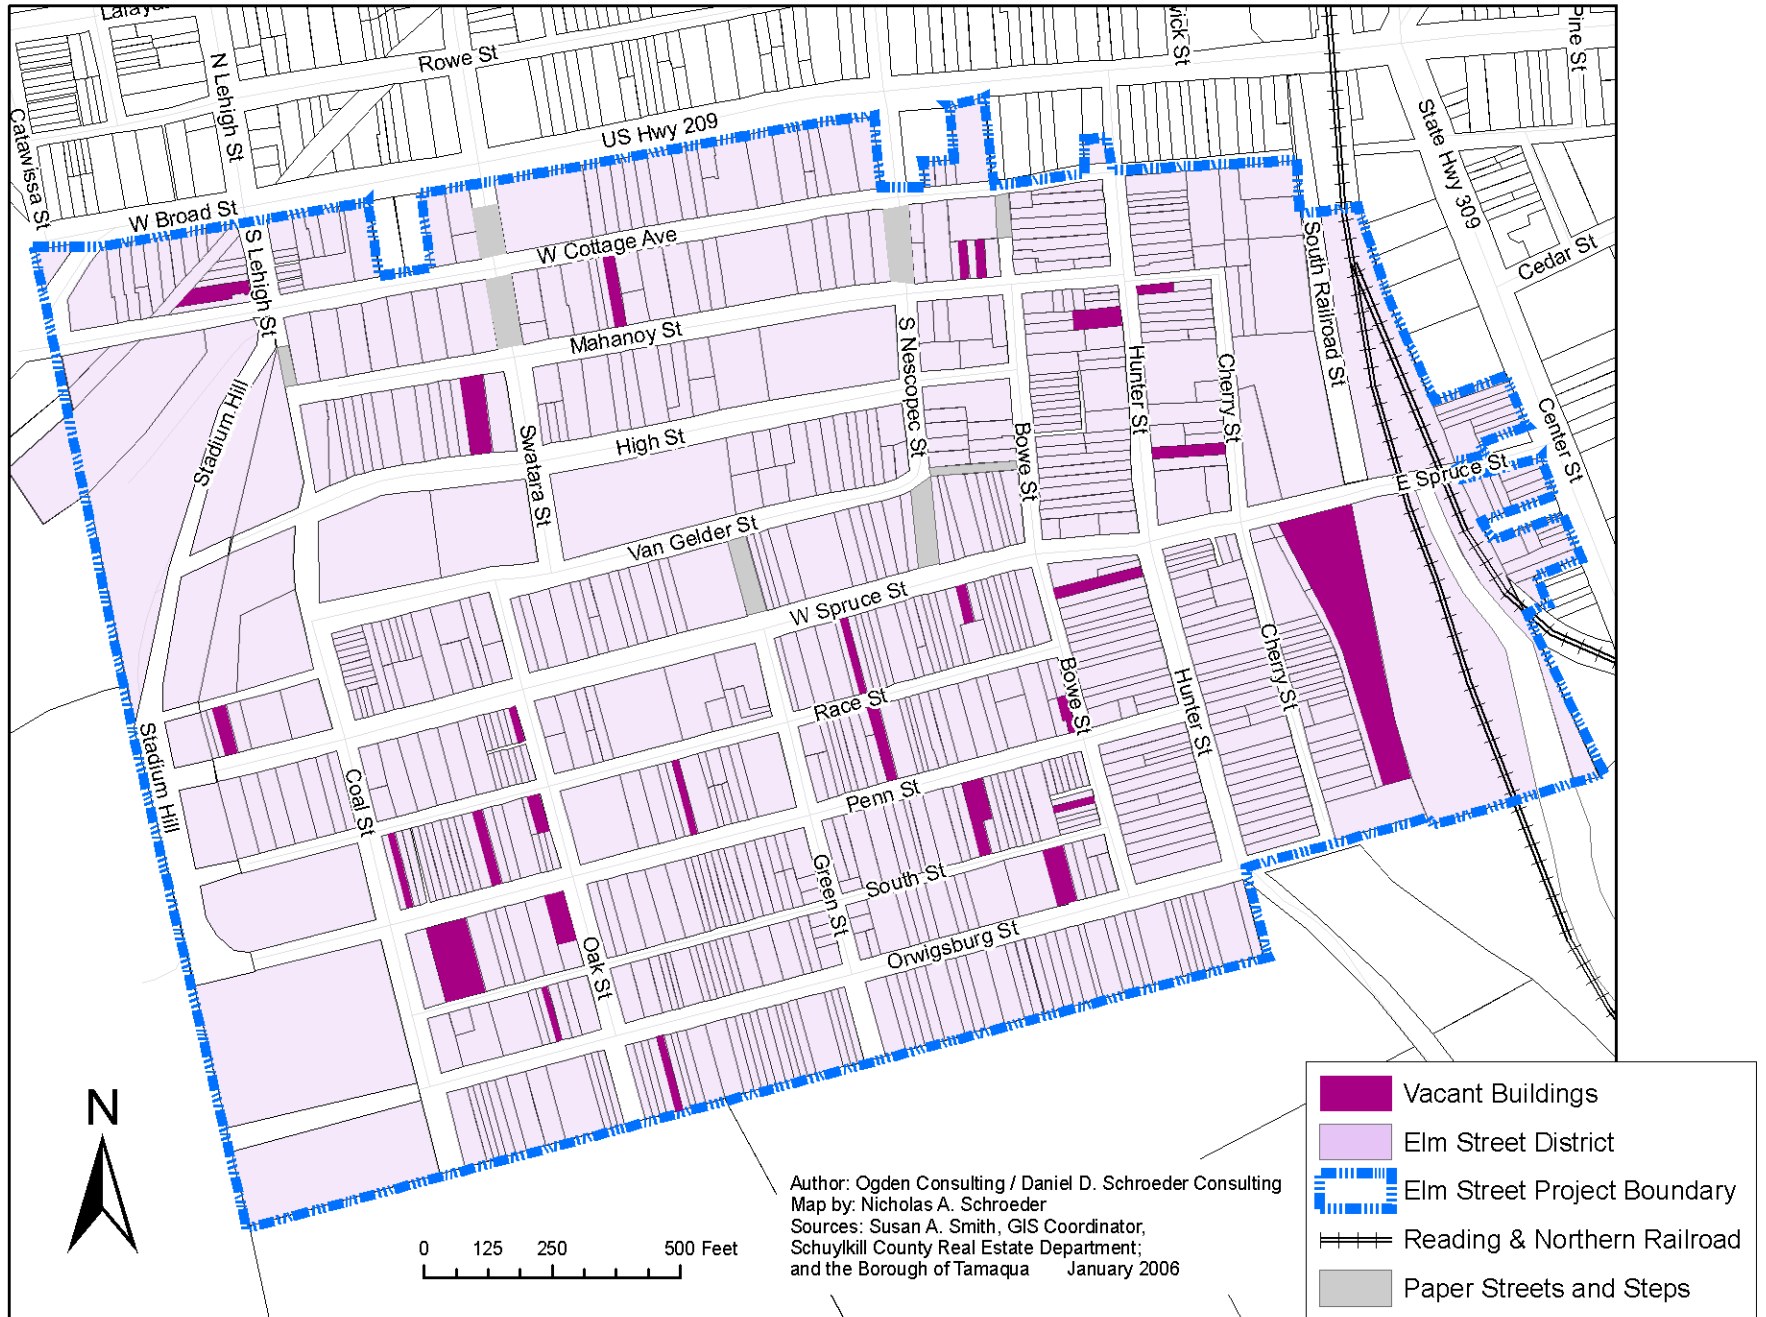 Rowe St
N Lehigh St
Catawissa St
US Hwy 209
Pine St
State Hwy 309
Cedar St
W Broad St
S Lehigh St
W Cottage Ave
Mahanoy St
South Railroad St
S Nescopec St
Hunter St
Cherry St
Stadium Hill
High St
Swatara St
Bowe St
Center St
E Spruce St
Van Gelder St
W Spruce St
Race St
Bowe St
Hunter St
Cherry St
Stadium Hill
Coal St
Penn St
South St
Green St
Oak St
Orwigsburg St
N
0 125 250 500 Feet
Author: Ogden Consulting / Daniel D. Schroeder Consulting
Map by: Nicholas A. Schroeder
Sources: Susan A. Smith, GIS Coordinator,
Schuylkill County Real Estate Department;
and the Borough of Tamaqua January 2006
Vacant Buildings
Elm Street District
Elm Street Project Boundary
Reading & Northern Railroad
Paper Streets and Steps